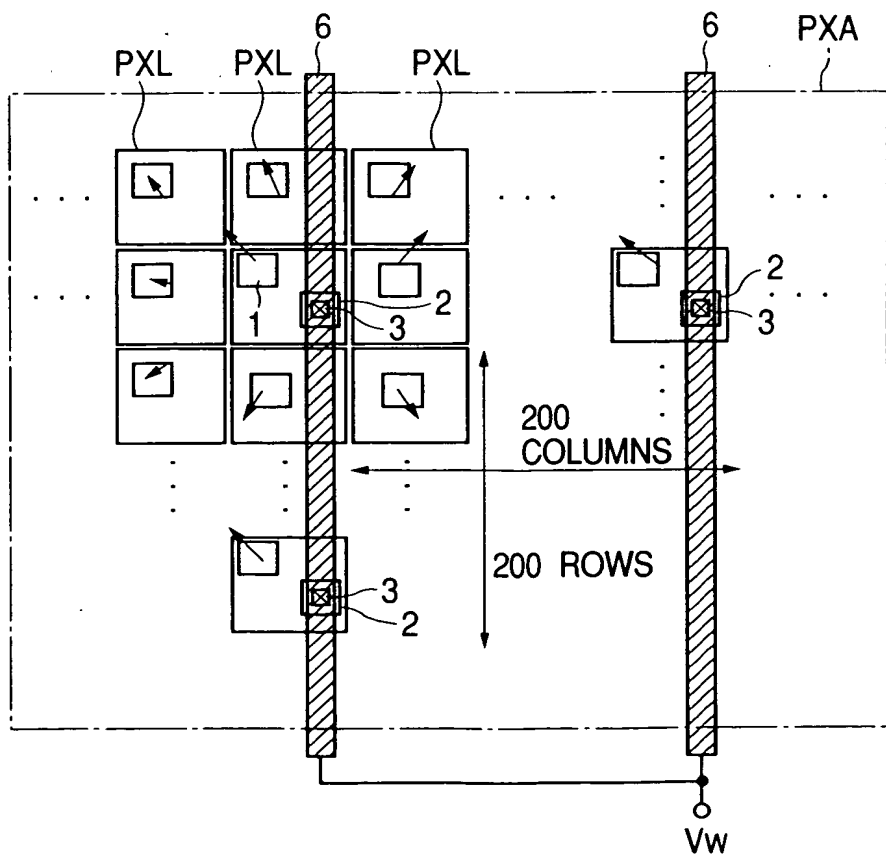 6 6 PXA
PXL PXL PXL
. . . . . . . .
1 2 3 2 3
200
COLUMNS
200 ROWS
3
2
Vw